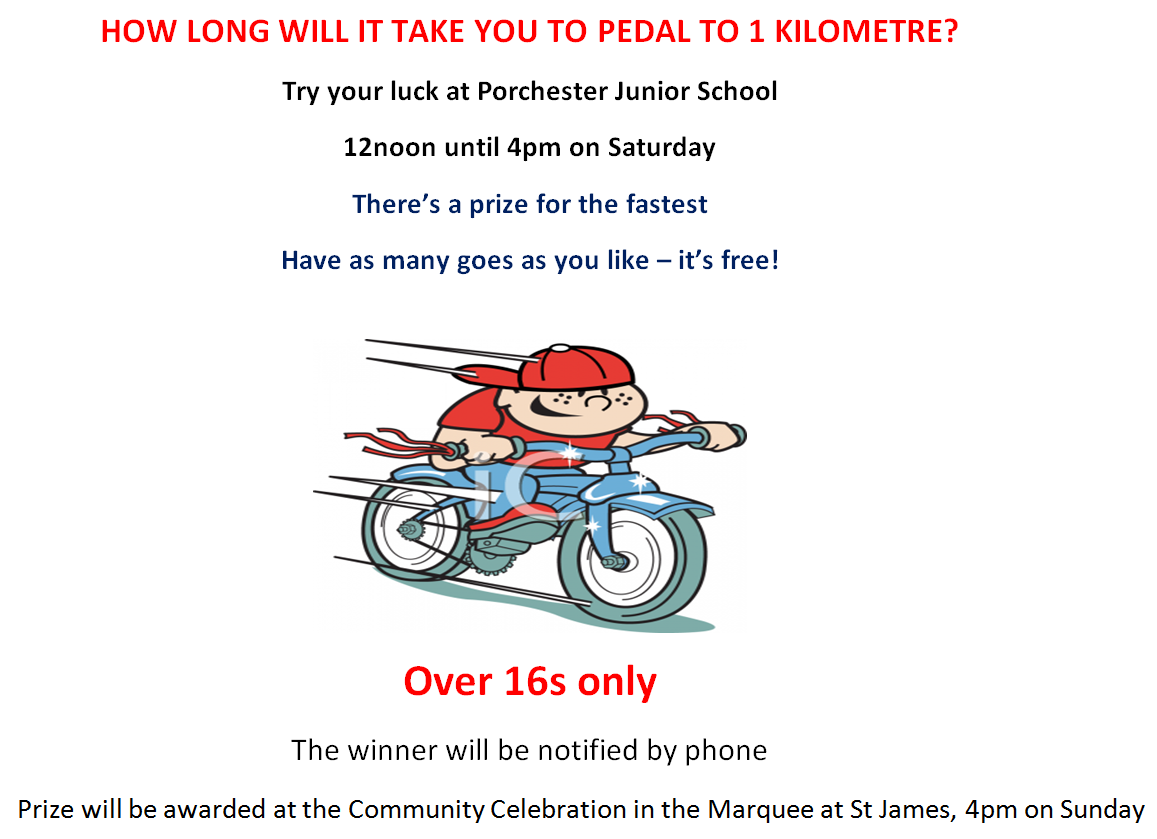 HOW LONG WILL IT TAKE YOU TO PEDAL TO 1 KILOMETRE?
Try your luck at Porchester Junior School
12noon until 4pm on Saturday
There’s a prize for the fastest
Have as many goes as you like – it’s free!
iC
Over 16s only
The winner will be notified by phone
Prize will be awarded at the Community Celebration in the Marquee at St James, 4pm on Sunday